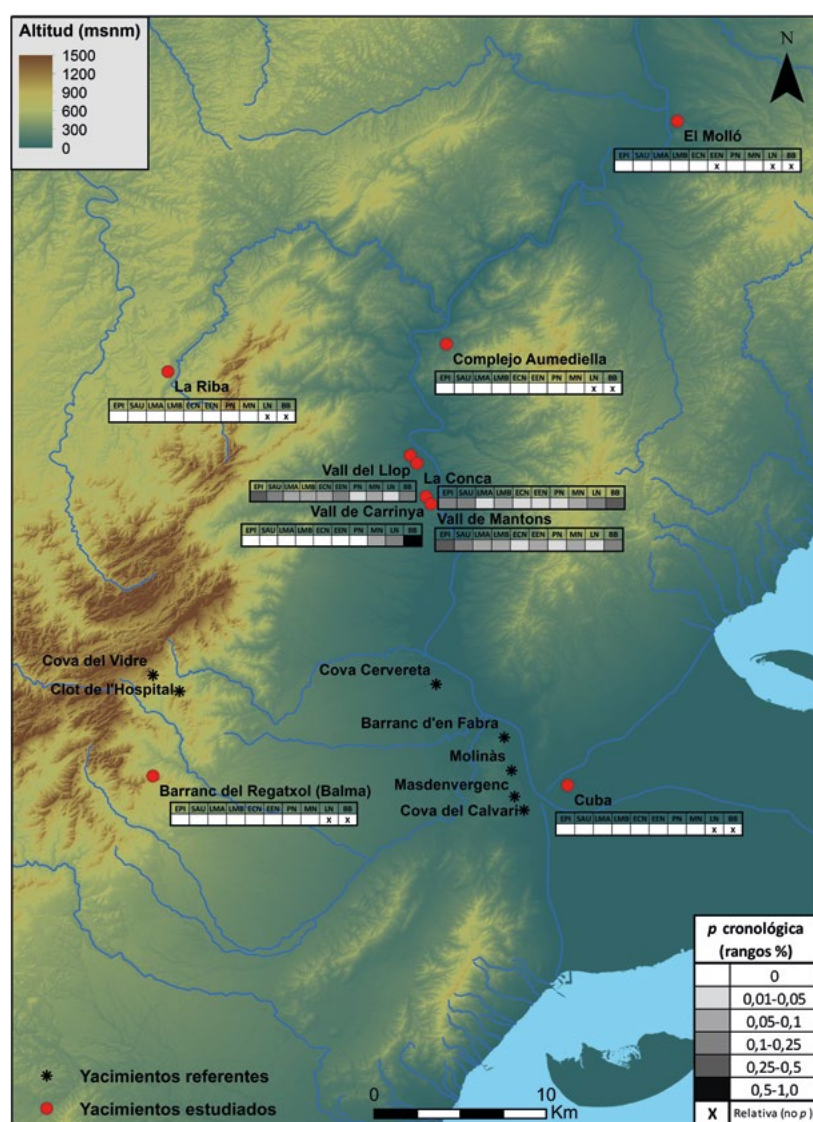 Altitud (msnm)
1500
1200
900
600
300
0
N
El Molló
EPI SAU LMA LMB ECN EEN PN MN LN BB
x x x
Complejo Aumediella
EPI SAU LMA LMB ECN EEN PN MN LN BB
x x
La Riba
EPI SAU LMA LMB ECN EEN PN MN LN BB
x x
Vall del Llop
La Conca
EPI SAU LMA LMB ECN EEN PN MN LN BB
EPI SAU LMA LMB ECN EEN PN MN LN BB
Vall de Carrinya
Vall de Mantons
EPI SAU LMA LMB ECN EEN PN MN LN BB
EPI SAU LMA LMB ECN EEN PN MN LN BB
Cova del Vidre
Clot de l'Hospital
Cova Cervereta
Barranc d'en Fabra
Molinàs
Masdenvergenc
Cova del Calvari
Barranc del Regatxol (Balma)
EPI SAU LMA LMB ECN EEN PN MN LN BB
x x
Cuba
EPI SAU LMA LMB ECN EEN PN MN LN BB
x x
p cronológica
(rangos %)
0
0,01-0,05
0,05-0,1
0,1-0,25
0,25-0,5
0,5-1,0
X Relativa (no p)
Yacimientos referentes
Yacimientos estudiados
0 10
Km